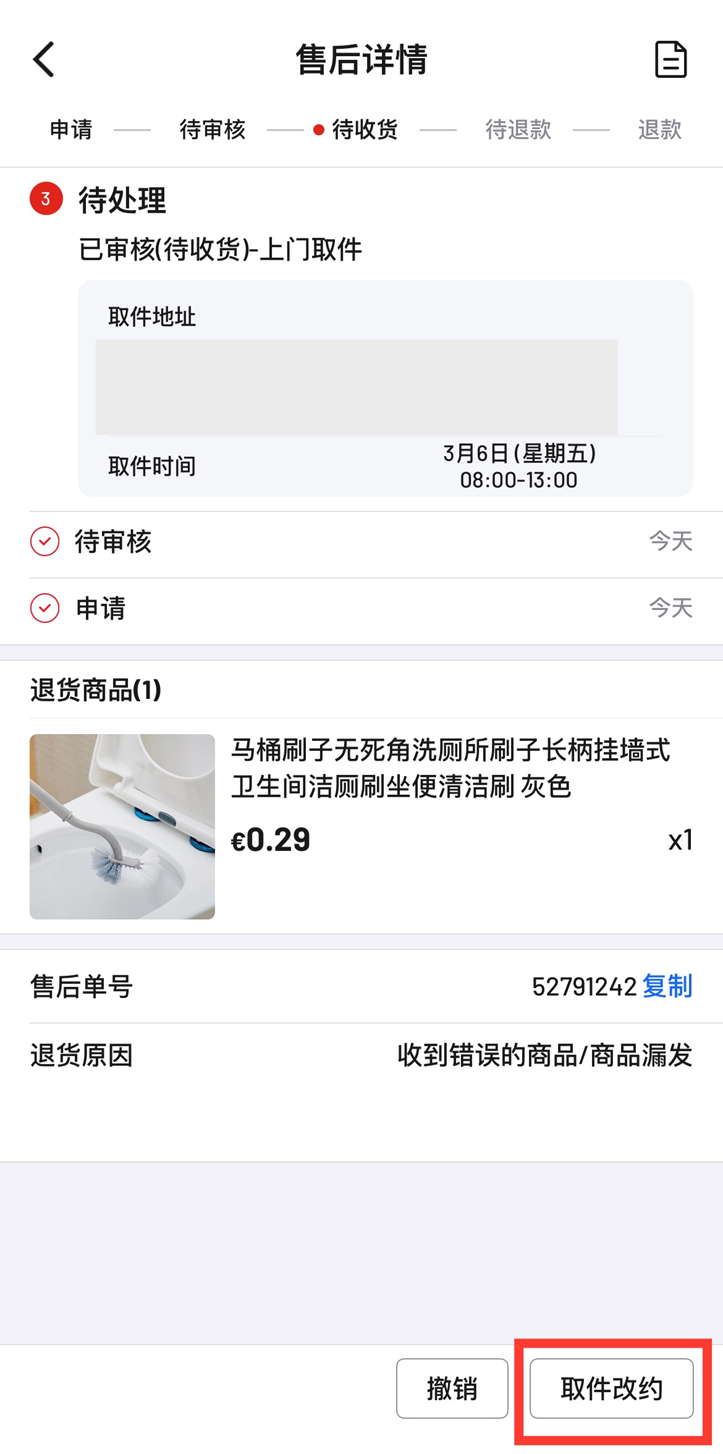 售后详情
申请
待审核
待收货
待退款
退款
3 待处理
已审核(待收货)-上门取件
取件地址
取件时间
3月6日(星期五)
08:00-13:00
待审核 今天
申请 今天
退货商品(1)
马桶刷子无死角洗厕所刷子长柄挂墙式
卫生间洁厕刷坐便清洁刷 灰色
€0.29 x1
售后单号 52791242 复制
退货原因 收到错误的商品/商品漏发
撤销
取件改约